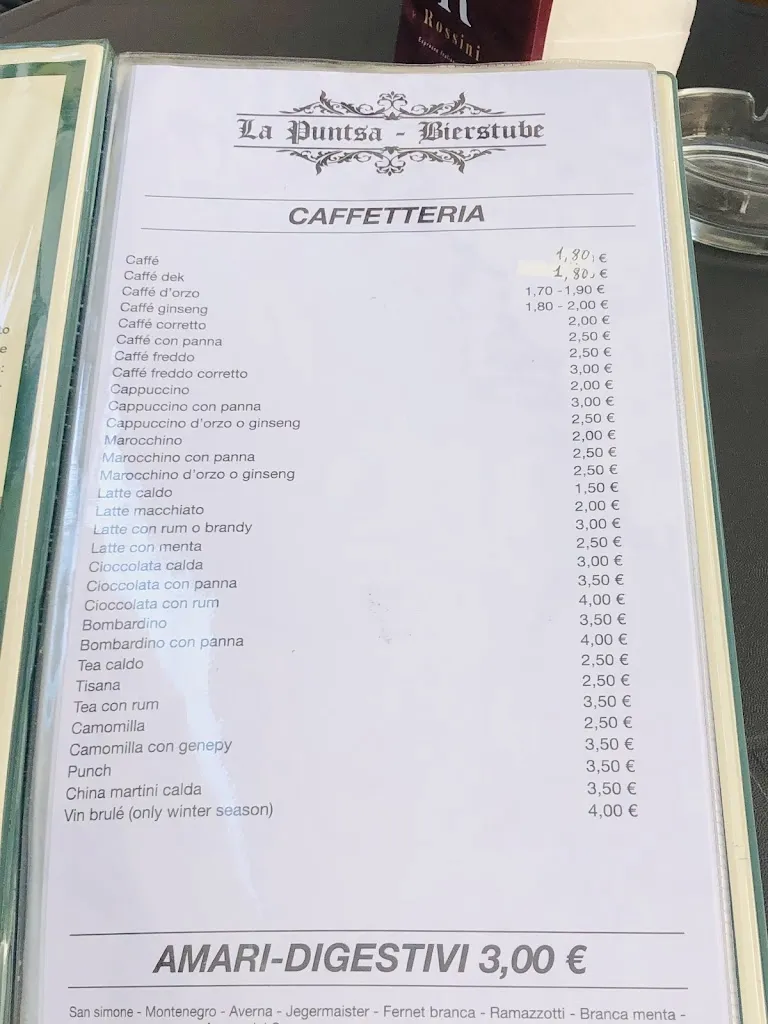 Rossini
La Puntsa - Bierstube
CAFFETTERIA
Caffé 1,80 €
Caffé dek 1,80 €
Caffé d'orzo 1,70 - 1,90 €
Caffé ginseng 1,80 - 2,00 €
Caffé corretto 2,00 €
Caffé con panna 2,50 €
Caffé freddo 2,50 €
Caffé freddo corretto 3,00 €
Cappuccino 2,00 €
Cappuccino con panna 3,00 €
Cappuccino d'orzo o ginseng 2,50 €
Marocchino 2,00 €
Marocchino con panna 2,50 €
Marocchino d'orzo o ginseng 2,50 €
Latte caldo 1,50 €
Latte macchiato 2,00 €
Latte con rum o brandy 3,00 €
Latte con menta 2,50 €
Cioccolata calda 3,00 €
Cioccolata con panna 3,50 €
Cioccolata con rum 4,00 €
Bombardino 3,50 €
Bombardino con panna 4,00 €
Tea caldo 2,50 €
Tisana 2,50 €
Tea con rum 3,50 €
Camomilla 2,50 €
Camomilla con genepy 3,50 €
Punch 3,50 €
China martini calda 3,50 €
Vin brulé (only winter season) 4,00 €
AMARI-DIGESTIVI 3,00 €
San simone - Montenegro - Averna - Jegermaister - Fernet branca - Ramazzotti - Branca menta -